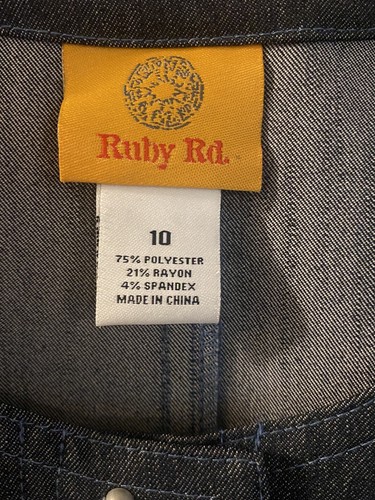 Ruby Rd.
10
75% POLYESTER
21% RAYON
4% SPANDEX
MADE IN CHINA